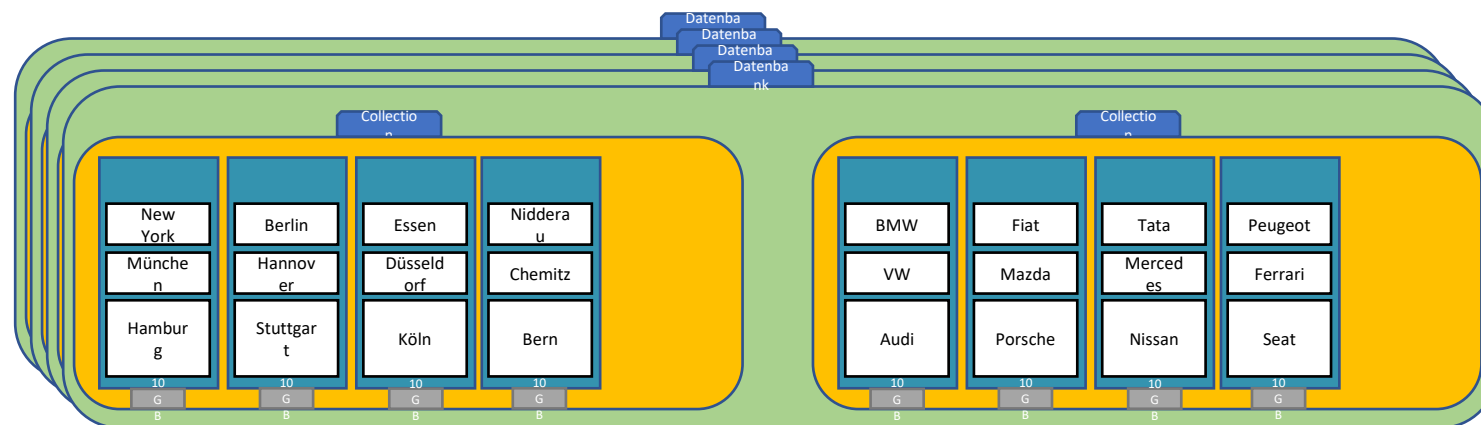 Datenba
Datenba
Datenba
Datenba
nk
Collectio
n
Collectio
n
New
York
Berlin
Essen
Niddera
u
BMW
Fiat
Tata
Peugeot
Münche
n
Hannov
er
Düsseld
orf
Chemitz
VW
Mazda
Merced
es
Ferrari
Hambur
g
Stuttgar
t
Köln
Bern
Audi
Porsche
Nissan
Seat
10
G
B
10
G
B
10
G
B
10
G
B
10
G
B
10
G
B
10
G
B
10
G
B